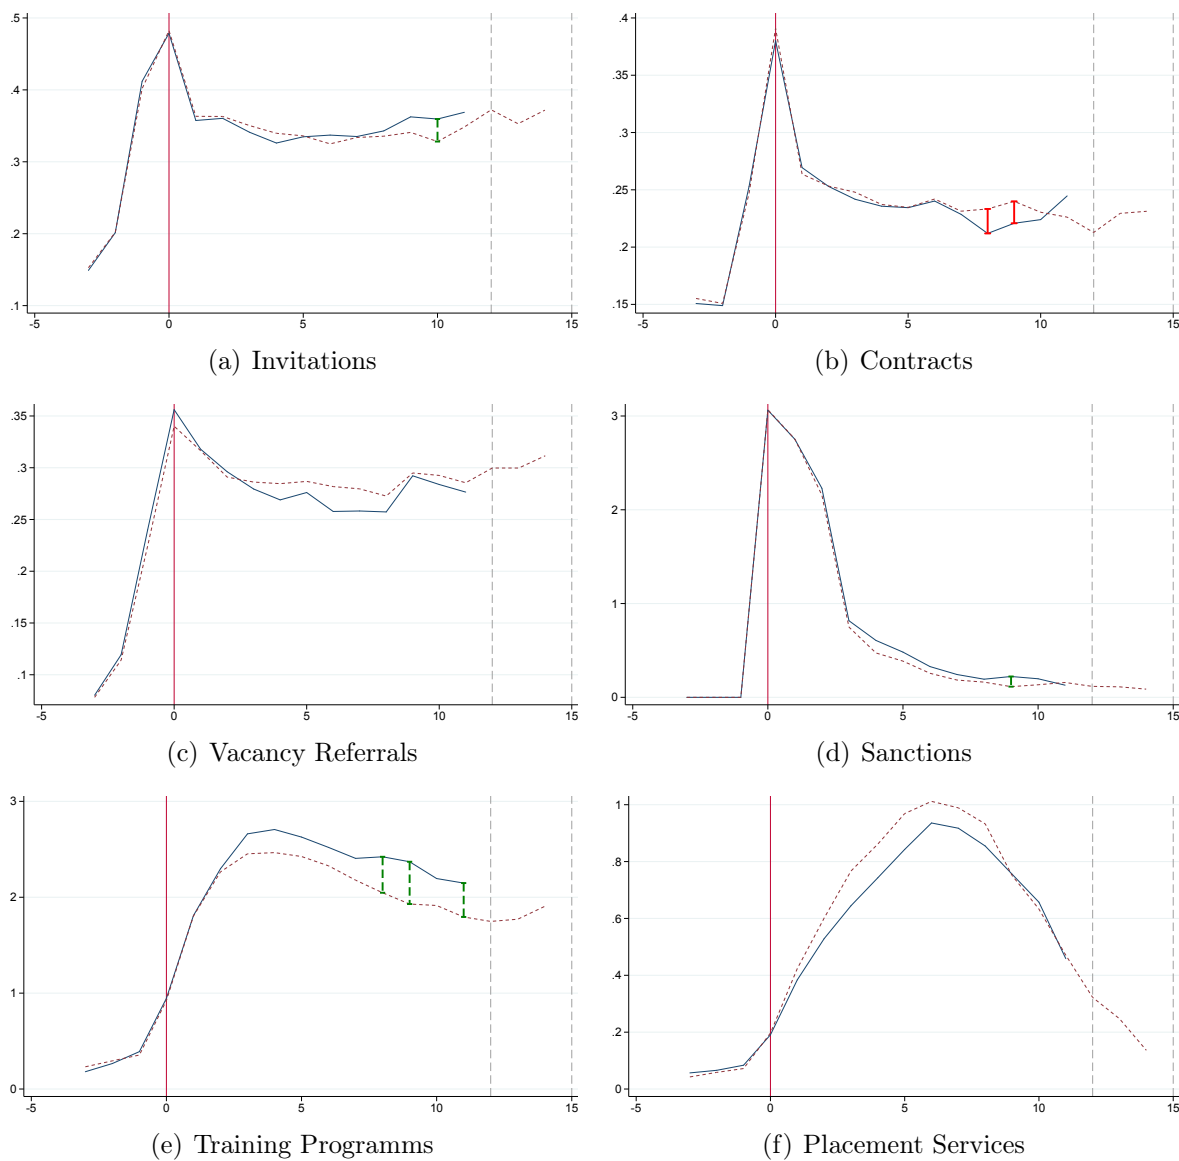 .5
.4
.3
.2
.1
-5 0 5 10 15
(a) Invitations
.4
.35
.3
.25
.2
.15
-5 0 5 10 15
(b) Contracts
.35
.3
.25
.2
.15
.1
-5 0 5 10 15
(c) Vacancy Referrals
3
2
1
0
-5 0 5 10 15
(d) Sanctions
3
2
1
0
-5 0 5 10 15
(e) Training Programms
1
.8
.6
.4
.2
0
-5 0 5 10 15
(f) Placement Services